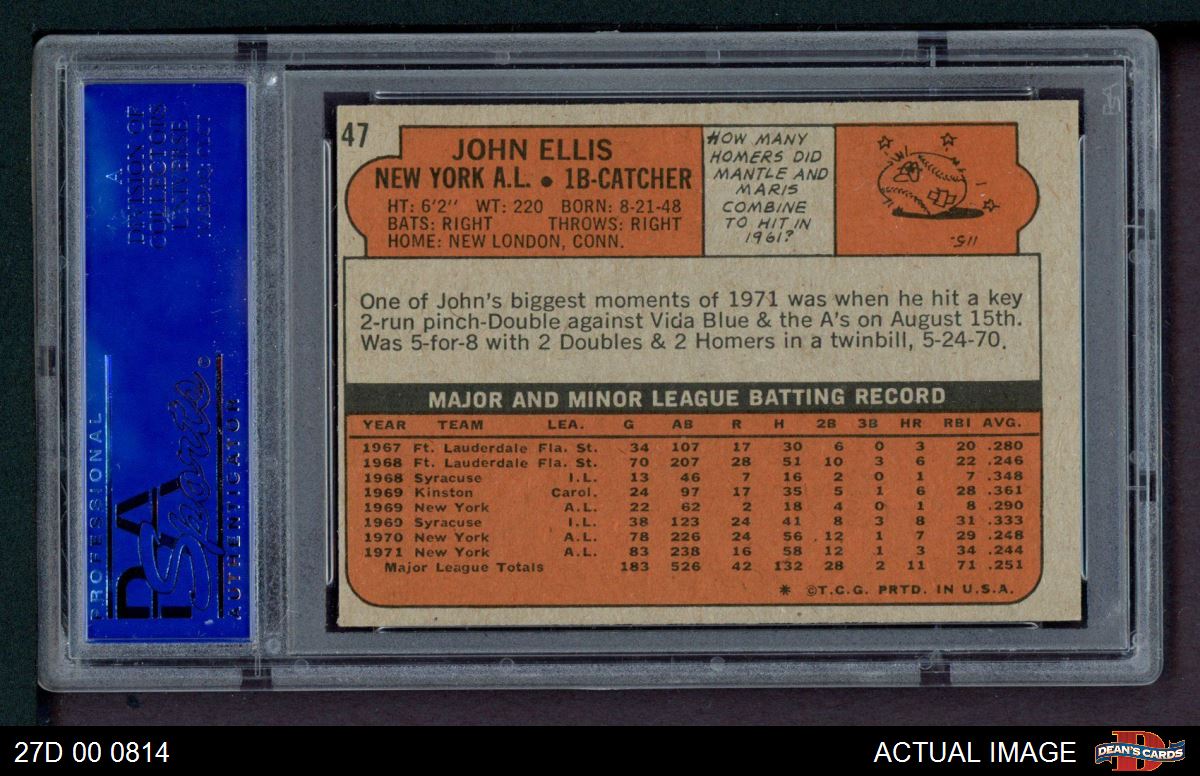 A
DIVISION OF
COLLECTORS
UNIVERSE
NASDAQ: CLCT
PROFESSIONAL
PSA
Sports ©
AUTHENTICATOR
47
JOHN ELLIS
NEW YORK A.L. • 1B-CATCHER
HT: 6'2" WT: 220 BORN: 8-21-48
BATS: RIGHT THROWS: RIGHT
HOME: NEW LONDON, CONN.
HOW MANY
HOMERS DID
MANTLE AND
MARIS
COMBINE
TO HIT IN
1961?
"115"
One of John's biggest moments of 1971 was when he hit a key
2-run pinch-Double against Vida Blue & the A's on August 15th.
Was 5-for-8 with 2 Doubles & 2 Homers in a twinbill, 5-24-70.
MAJOR AND MINOR LEAGUE BATTING RECORD
YEAR TEAM LEA. G AB R H 2B 3B HR RBI AVG.
1967 Ft. Lauderdale Fla. St. 34 107 17 30 6 0 3 20 .280
1968 Ft. Lauderdale Fla. St. 70 207 28 51 10 3 6 22 .246
1968 Syracuse I.L. 13 46 7 16 2 0 1 7 .348
1969 Kinston Carol. 24 97 17 35 5 1 6 28 .361
1969 New York A.L. 22 62 2 18 4 0 1 8 .290
1969 Syracuse I.L. 38 123 24 41 8 3 8 31 .333
1970 New York A.L. 78 226 24 56 12 1 7 29 .248
1971 New York A.L. 83 238 16 58 12 1 3 34 .244
Major League Totals 183 526 42 132 28 2 11 71 .251
* ©T.C.G. PRTD. IN U.S.A.
27D 00 0814
ACTUAL IMAGE
DEAN'S CARDS